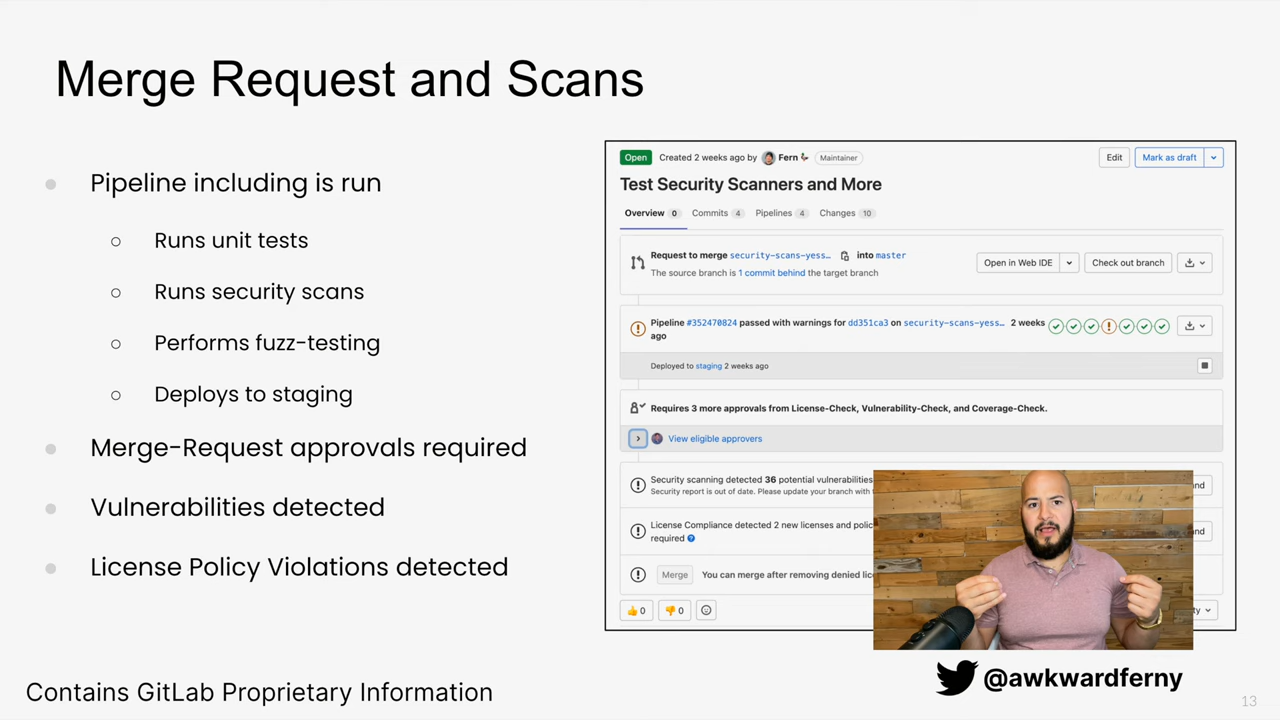 Merge Request and Scans
Pipeline including is run
Runs unit tests
Runs security scans
Performs fuzz-testing
Deploys to staging
Merge-Request approvals required
Vulnerabilities detected
License Policy Violations detected
Open Created 2 weeks ago by Fern Maintainer Edit Mark as draft
Test Security Scanners and More
Overview 0 Commits 4 Pipelines 4 Changes 10
Request to merge security-scans-yess… into master Open in Web IDE Check out branch
The source branch is 1 commit behind the target branch
Pipeline #352470824 passed with warnings for dd351ca3 on security-scans-yess… 2 weeks
ago
Deployed to staging 2 weeks ago
Requires 3 more approvals from License-Check, Vulnerability-Check, and Coverage-Check.
View eligible approvers
Security scanning detected 36 potential vulnerabilities
Security report is out of date. Please update your branch with
License Compliance detected 2 new licenses and
required
Merge You can merge after removing denied
0 0
@awkwardferny
Contains GitLab Proprietary Information
13